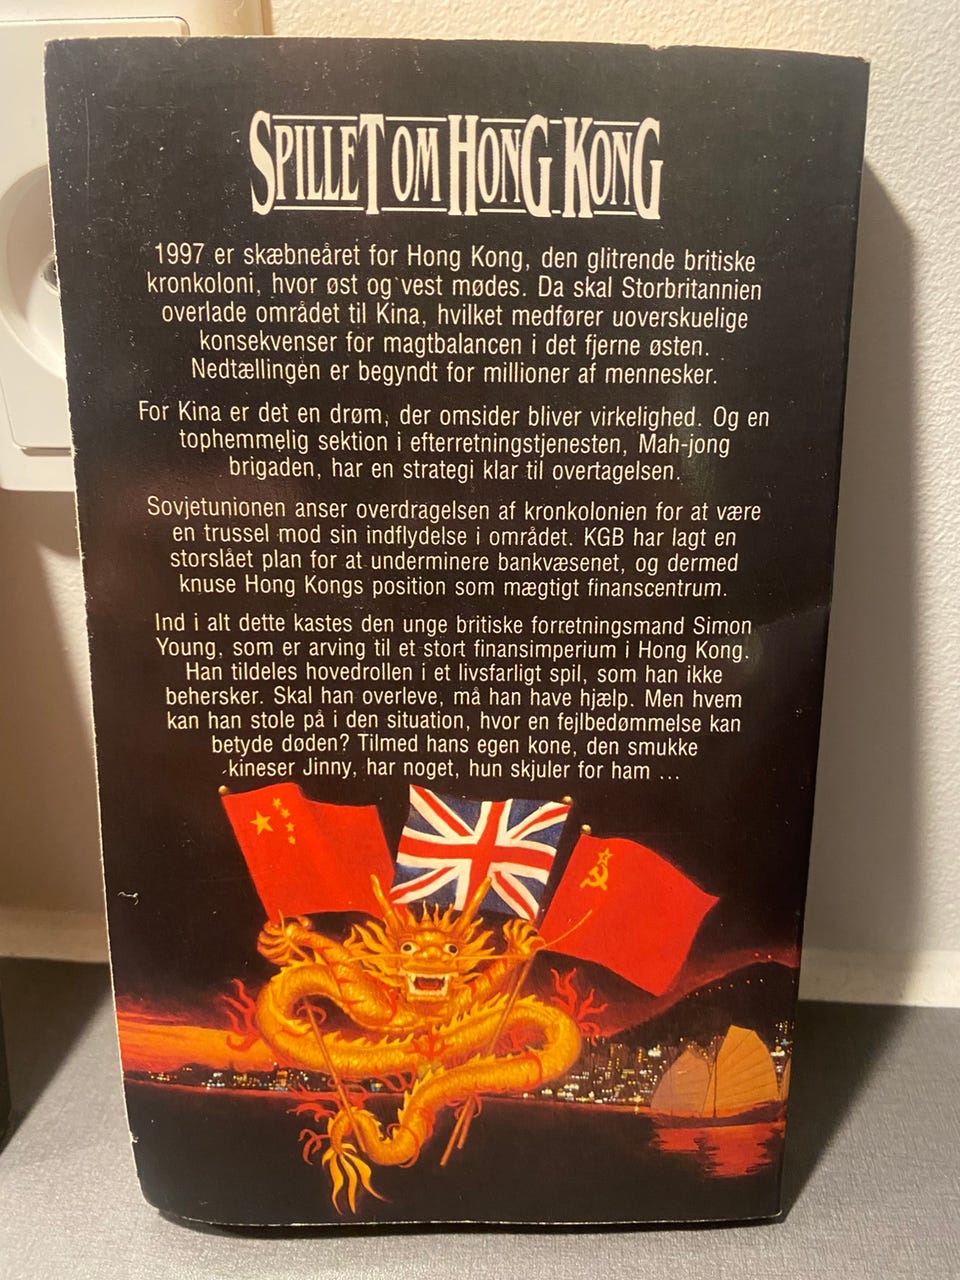 SPILLET OM HONG KONG
1997 er skæbneåret for Hong Kong, den glitrende britiske
kronkoloni, hvor øst og vest mødes. Da skal Storbritannien
overlade området til Kina, hvilket medfører uoverskuelige
konsekvenser for magtbalancen i det fjerne østen.
Nedtællingen er begyndt for millioner af mennesker.
For Kina er det en drøm, der omsider bliver virkelighed. Og en
tophemmelig sektion i efterretningstjenesten, Mah-jong
brigaden, har en strategi klar til overtagelsen.
Sovjetunionen anser overdragelsen af kronkolonien for at være
en trussel mod sin indflydelse i området. KGB har lagt en
storslået plan for at underminere bankvæsenet, og dermed
knuse Hong Kongs position som mægtigt finanscentrum.
Ind i alt dette kastes den unge britiske forretningsmand Simon
Young, som er arving til et stort finansimperium i Hong Kong.
Han tildeles hovedrollen i et livsfarligt spil, som han ikke
behersker. Skal han overleve, må han have hjælp. Men hvem
kan han stole på i den situation, hvor en fejlbedømmelse kan
betyde døden? Tilmed hans egen kone, den smukke
kineser Jinny, har noget, hun skjuler for ham ...